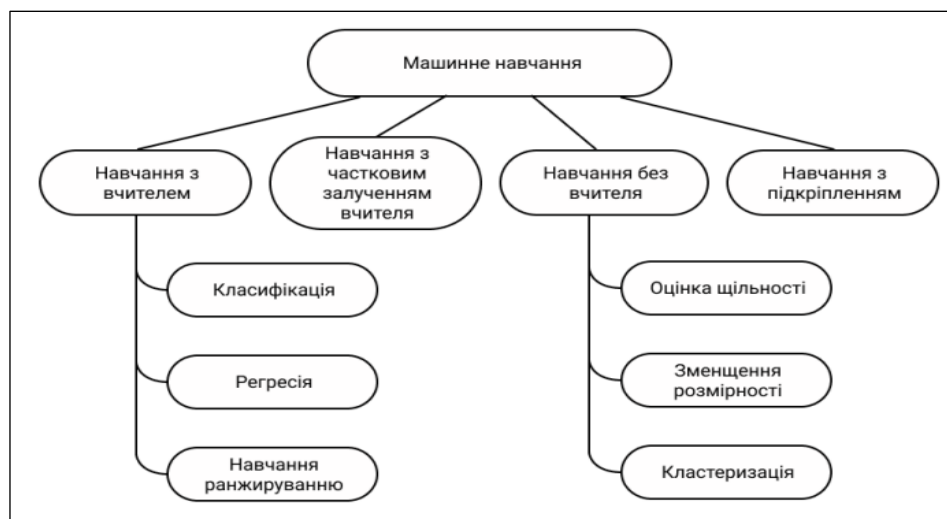 Машинне навчання
Навчання з
вчителем
Навчання з
частковим
залученням
вчителя
Навчання без
вчителя
Навчання з
підкріпленням
Класифікація
Регресія
Навчання
ранжируванню
Оцінка щільності
Зменщення
розмірності
Кластеризація